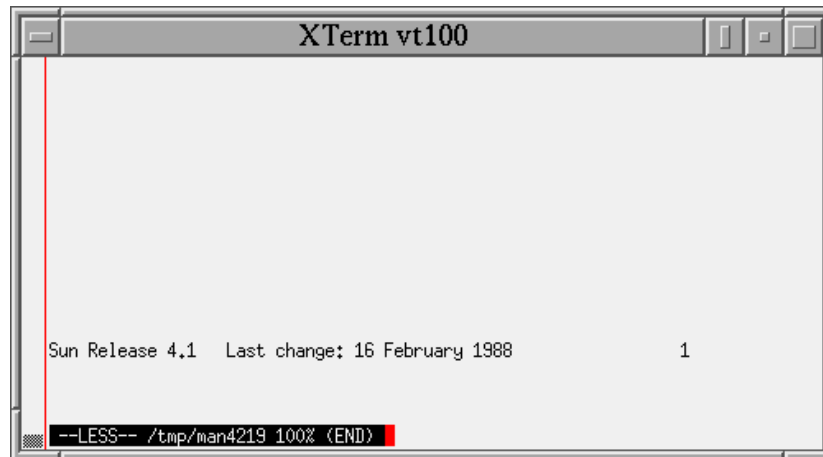 XTerm vt100
Sun Release 4.1 Last change: 16 February 1988 1
--LESS-- /tmp/man4219 100% (END)